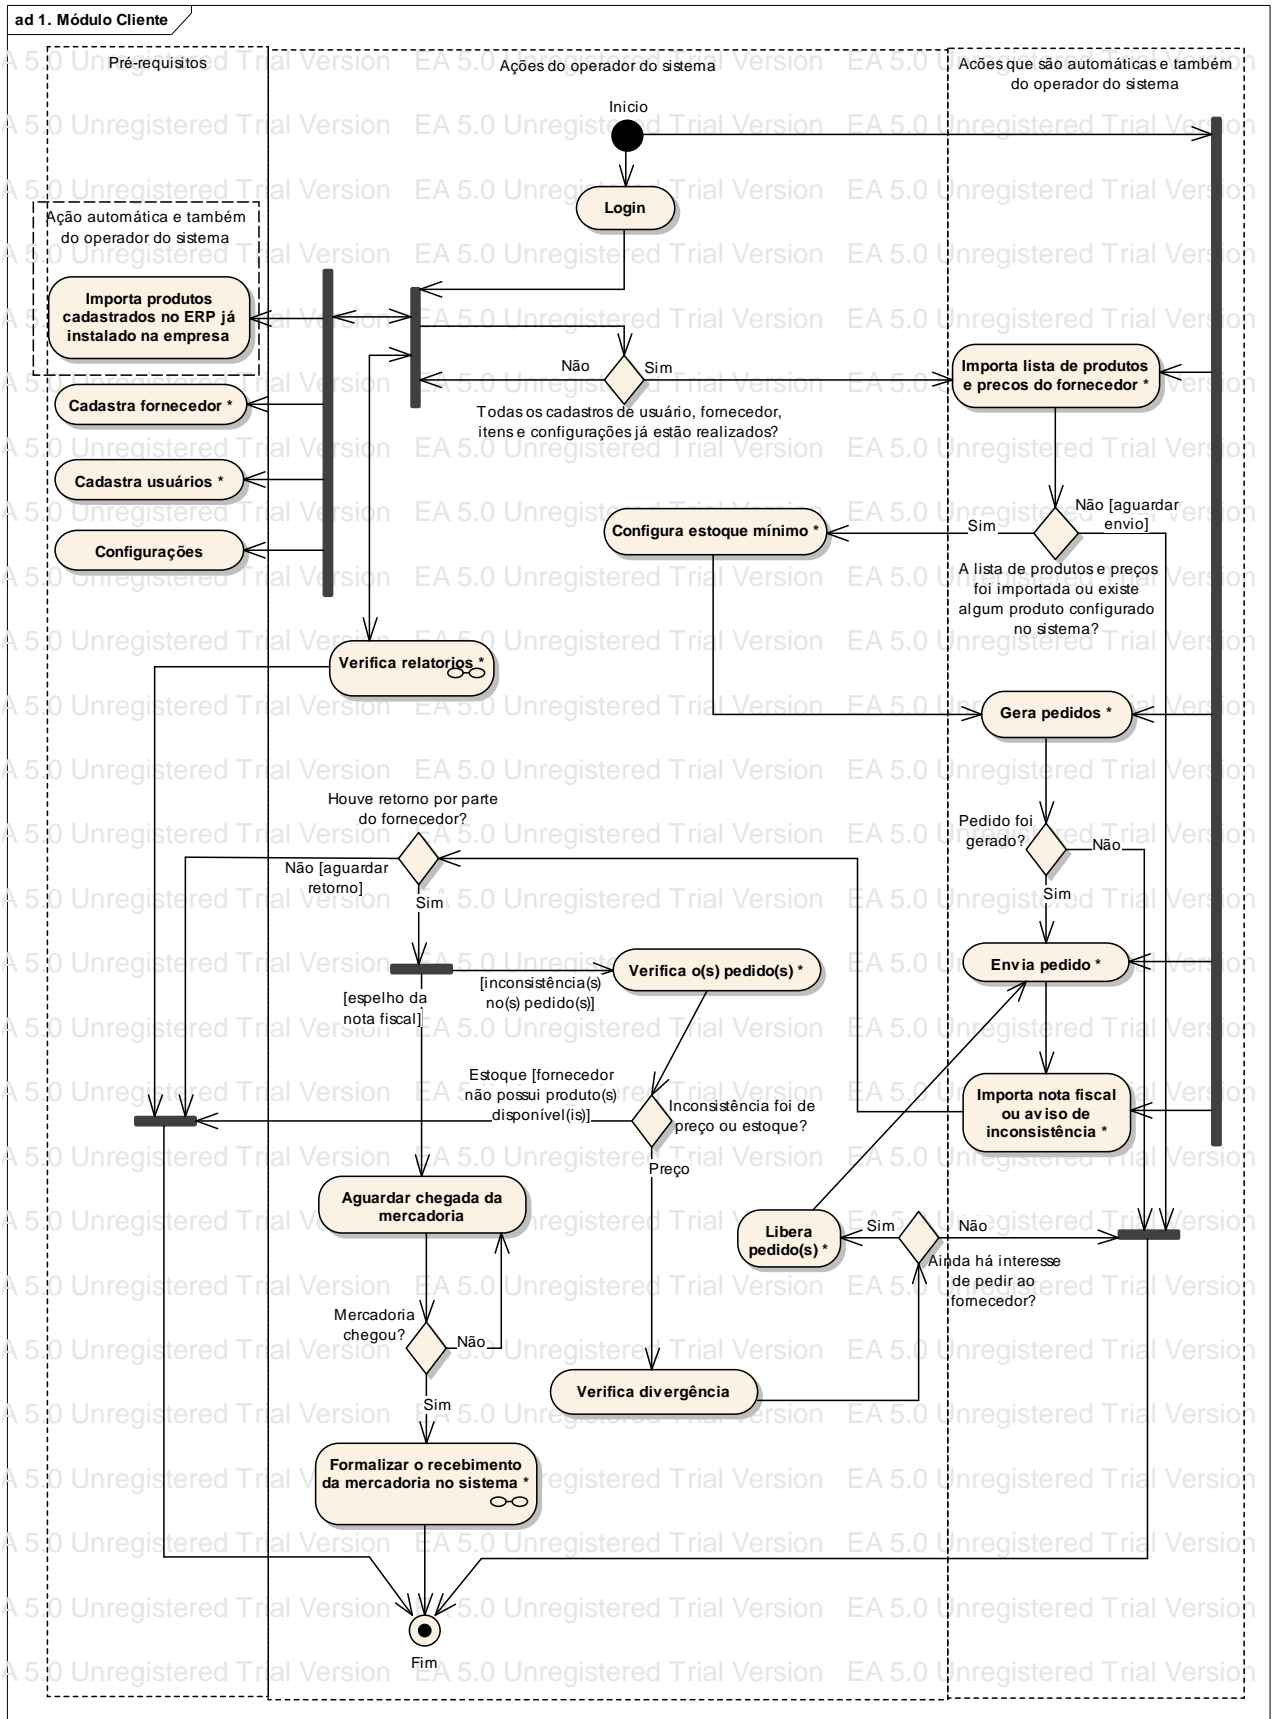 ad 1. Módulo Cliente
Pré-requisitos
Ações do operador do sistema
Acões que são automáticas e também
do operador do sistema
Inicio
Login
Ação automática e também
do operador do sistema
Importa produtos
cadastrados no ERP já
instalado na empresa
Cadastra fornecedor *
Cadastra usuários *
Configurações
Não
Sim
Todas os cadastros de usuário, fornecedor,
itens e configurações já estão realizados?
Importa lista de produtos
e precos do fornecedor *
Configura estoque mínimo *
Sim
Não [aguardar
envio]
A lista de produtos e preços
foi importada ou existe
algum produto configurado
no sistema?
Verifica relatorios *
Gera pedidos *
Houve retorno por parte
do fornecedor?
Pedido foi
gerado?
Não
Não [aguardar
retorno]
Sim
Sim
Verifica o(s) pedido(s) *
Envia pedido *
[inconsistência(s)
no(s) pedido(s)]
[espelho da
nota fiscal]
Estoque [fornecedor
não possui produto(s)
disponível(is)]
Inconsistência foi de
preço ou estoque?
Importa nota fiscal
ou aviso de
inconsistência *
Preço
Aguardar chegada da
mercadoria
Libera
pedido(s) *
Sim
Não
Ainda há interesse
de pedir ao
fornecedor?
Mercadoria
chegou?
Não
Verifica divergência
Sim
Formalizar o recebimento
da mercadoria no sistema *
Fim
EA 5.0 Unregistered Trial Version